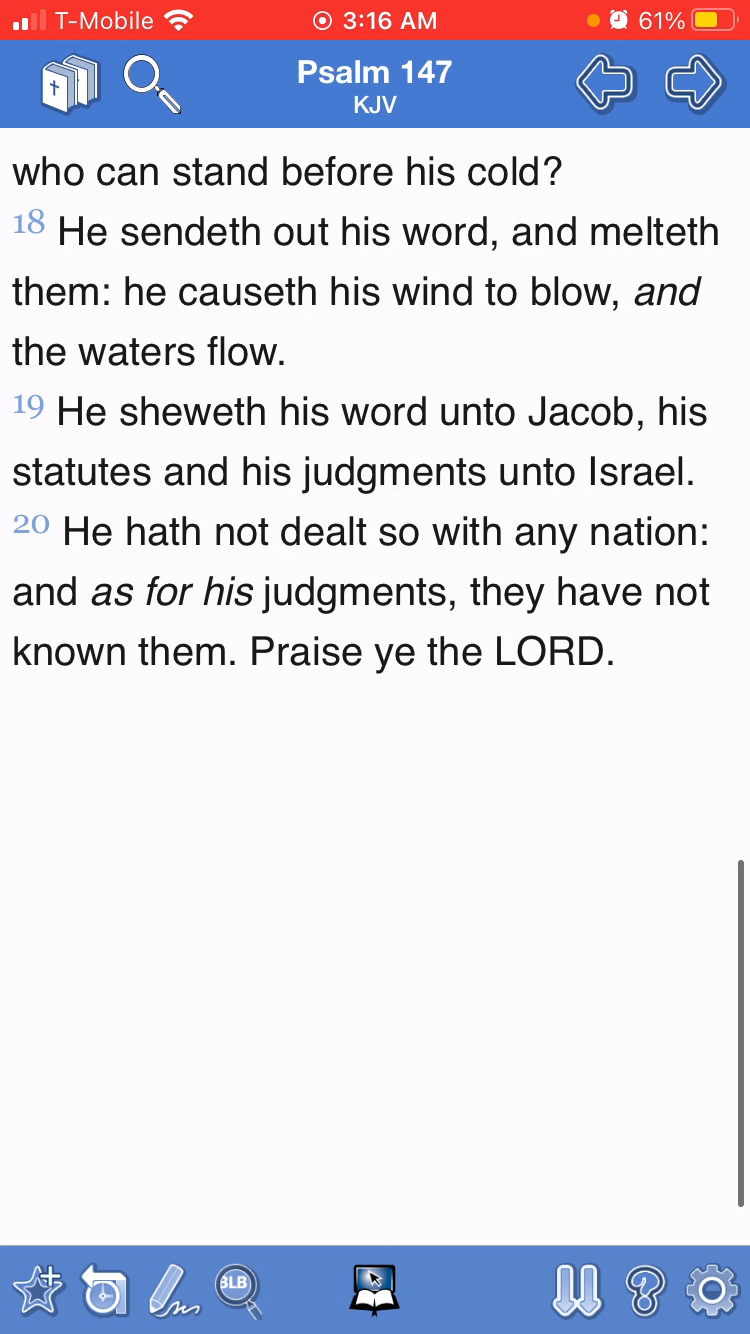 T-Mobile 3:16 AM 61%
Psalm 147
KJV
who can stand before his cold?
18 He sendeth out his word, and melteth
them: he causeth his wind to blow, and
the waters flow.
19 He sheweth his word unto Jacob, his
statutes and his judgments unto Israel.
20 He hath not dealt so with any nation:
and as for his judgments, they have not
known them. Praise ye the LORD.
BLB